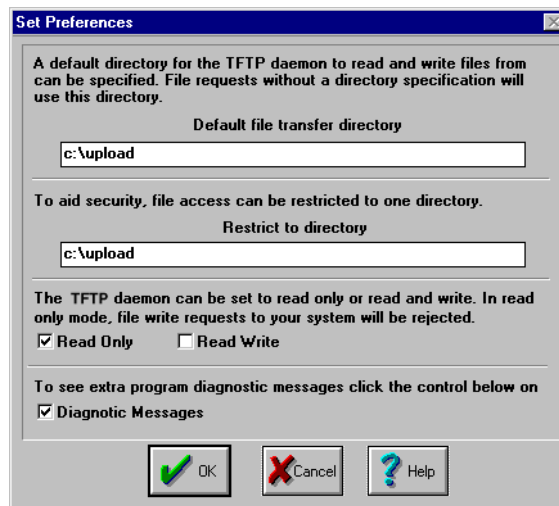 Set Preferences
A default directory for the TFTP daemon to read and write files from
can be specified. File requests without a directory specification will
use this directory.
Default file transfer directory
c:\upload
To aid security, file access can be restricted to one directory.
Restrict to directory
c:\upload
The TFTP daemon can be set to read only or read and write. In read
only mode, file write requests to your system will be rejected.
Read Only Read Write
To see extra program diagnostic messages click the control below on
Diagnotic Messages
OK Cancel Help